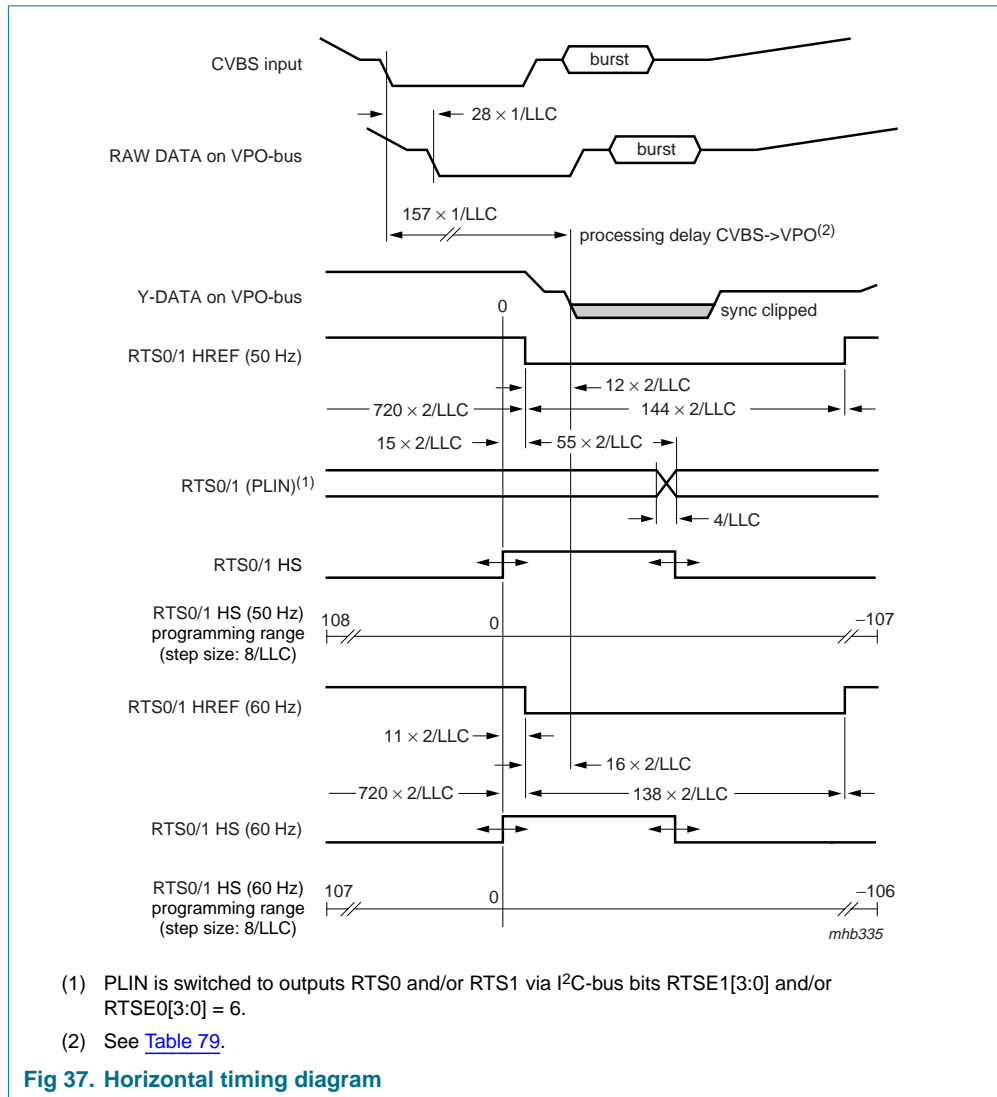 CVBS input
burst
28 × 1/LLC
RAW DATA on VPO-bus
burst
157 × 1/LLC
processing delay CVBS->VPO(2)
Y-DATA on VPO-bus
0
sync clipped
RTS0/1 HREF (50 Hz)
12 × 2/LLC
720 × 2/LLC
144 × 2/LLC
15 × 2/LLC
55 × 2/LLC
RTS0/1 (PLIN)(1)
4/LLC
RTS0/1 HS
RTS0/1 HS (50 Hz)
programming range
(step size: 8/LLC)
108
0
−107
RTS0/1 HREF (60 Hz)
11 × 2/LLC
16 × 2/LLC
720 × 2/LLC
138 × 2/LLC
RTS0/1 HS (60 Hz)
RTS0/1 HS (60 Hz)
programming range
(step size: 8/LLC)
107
0
−106
mhb335
(1) PLIN is switched to outputs RTS0 and/or RTS1 via I²C-bus bits RTSE1[3:0] and/or
RTSE0[3:0] = 6.
(2) See Table 79.
Fig 37. Horizontal timing diagram